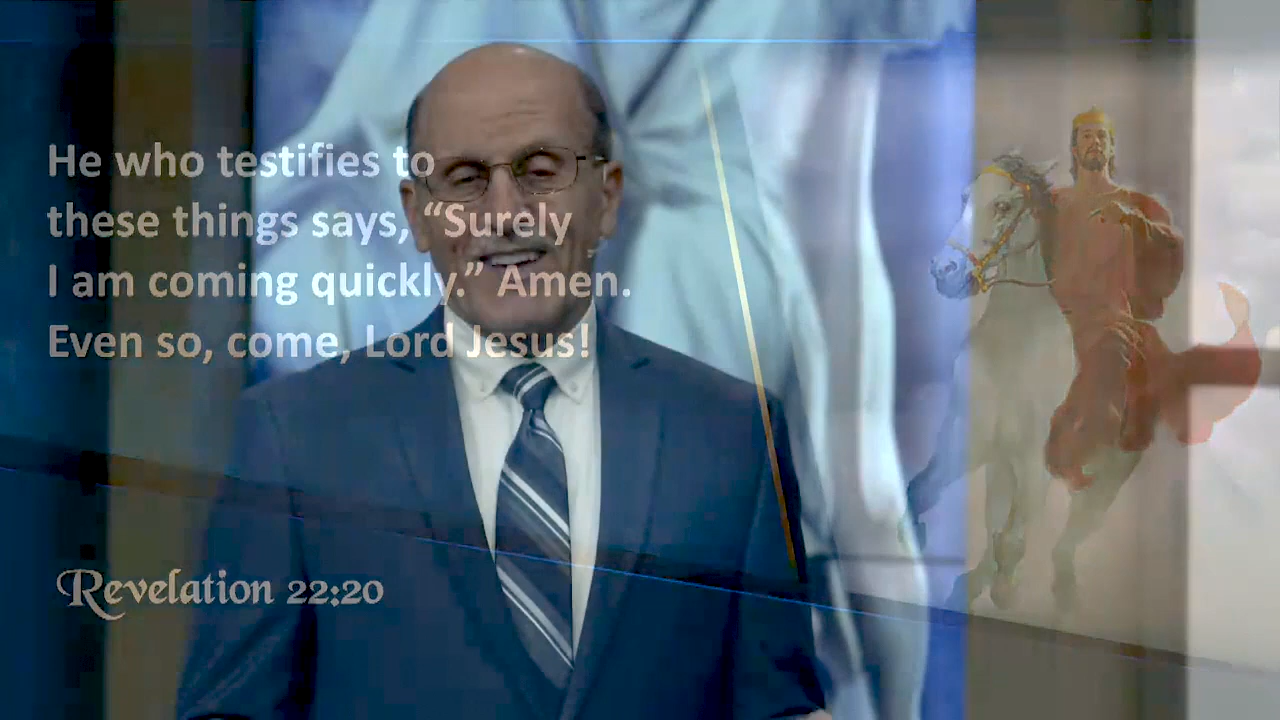 He who testifies to
these things says, “Surely
I am coming quickly.” Amen.
Even so, come, Lord Jesus!
Revelation 22:20